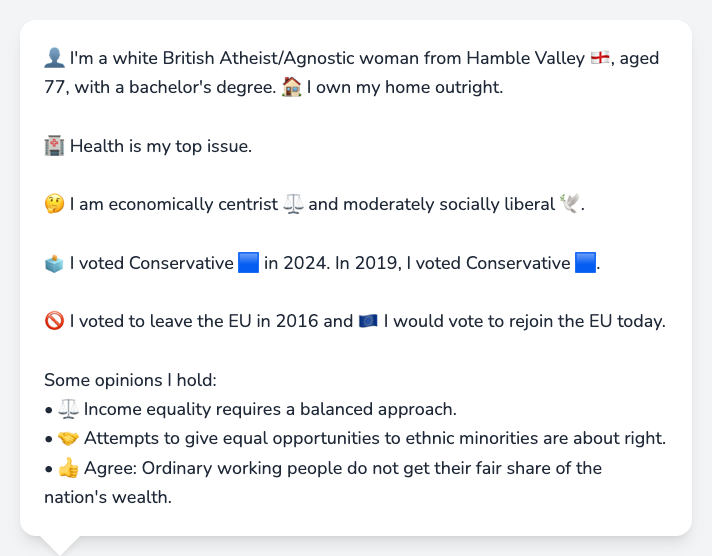 👤 I'm a white British Atheist/Agnostic woman from Hamble Valley 🏴󠁧󠁢󠁥󠁮󠁧󠁿, aged
77, with a bachelor's degree. 🏠 I own my home outright.
🏥 Health is my top issue.
🤔 I am economically centrist ⚖️ and moderately socially liberal 🕊️.
🗳️ I voted Conservative 🟦 in 2024. In 2019, I voted Conservative 🟦.
🚫 I voted to leave the EU in 2016 and 🇪🇺 I would vote to rejoin the EU today.
Some opinions I hold:
• ⚖️ Income equality requires a balanced approach.
• 🤝 Attempts to give equal opportunities to ethnic minorities are about right.
• 👍 Agree: Ordinary working people do not get their fair share of the
nation's wealth.